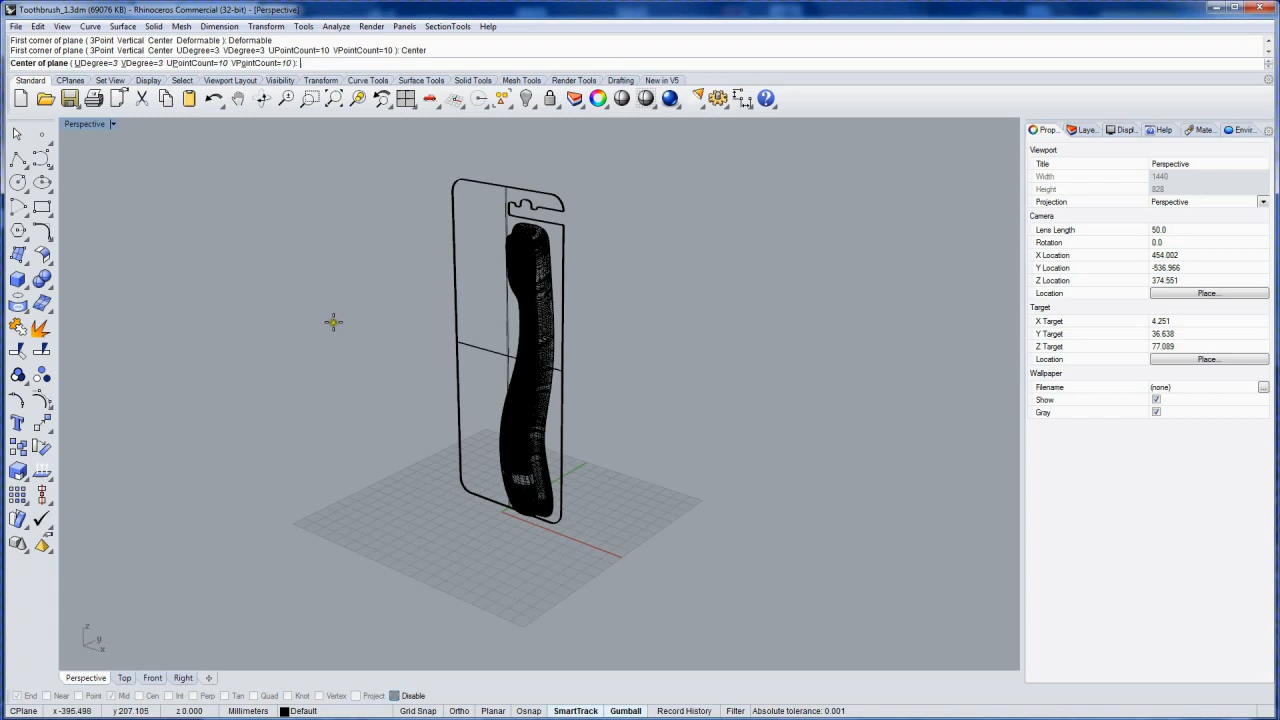 Toothbrush_1.3dm (69076 KB) - Rhinoceros Commercial (32-bit) - [Perspective]
File Edit View Curve Surface Solid Mesh Dimension Transform Tools Analyze Render Panels SectionTools Help
First corner of plane ( 3Point Vertical Center Deformable ): Deformable
First corner of plane ( 3Point Vertical Center UDegree=3 VDegree=3 UPointCount=10 VPointCount=10 ): Center
Center of plane ( UDegree=3 VDegree=3 UPointCount=10 VPointCount=10 ):
Standard CPlanes Set View Display Select Viewport Layout Visibility Transform Curve Tools Surface Tools Solid Tools Mesh Tools Render Tools Drafting New in V5
Perspective
Prop... Laye... Displ... Help Mate... Envir...
Viewport
Title Perspective
Width 1440
Height 828
Projection Perspective
Camera
Lens Length 50.0
Rotation 0.0
X Location 454.002
Y Location -536.966
Z Location 374.551
Location Place...
Target
X Target 4.251
Y Target 36.638
Z Target 77.089
Location Place...
Wallpaper
Filename (none) ...
Show
Gray
z
y
x
Perspective Top Front Right
End Near Point Mid Cen Int Perp Tan Quad Knot Vertex Project Disable
CPlane x -395.498 y 207.105 z 0.000 Millimeters Default Grid Snap Ortho Planar Osnap SmartTrack Gumball Record History Filter Absolute tolerance: 0.001